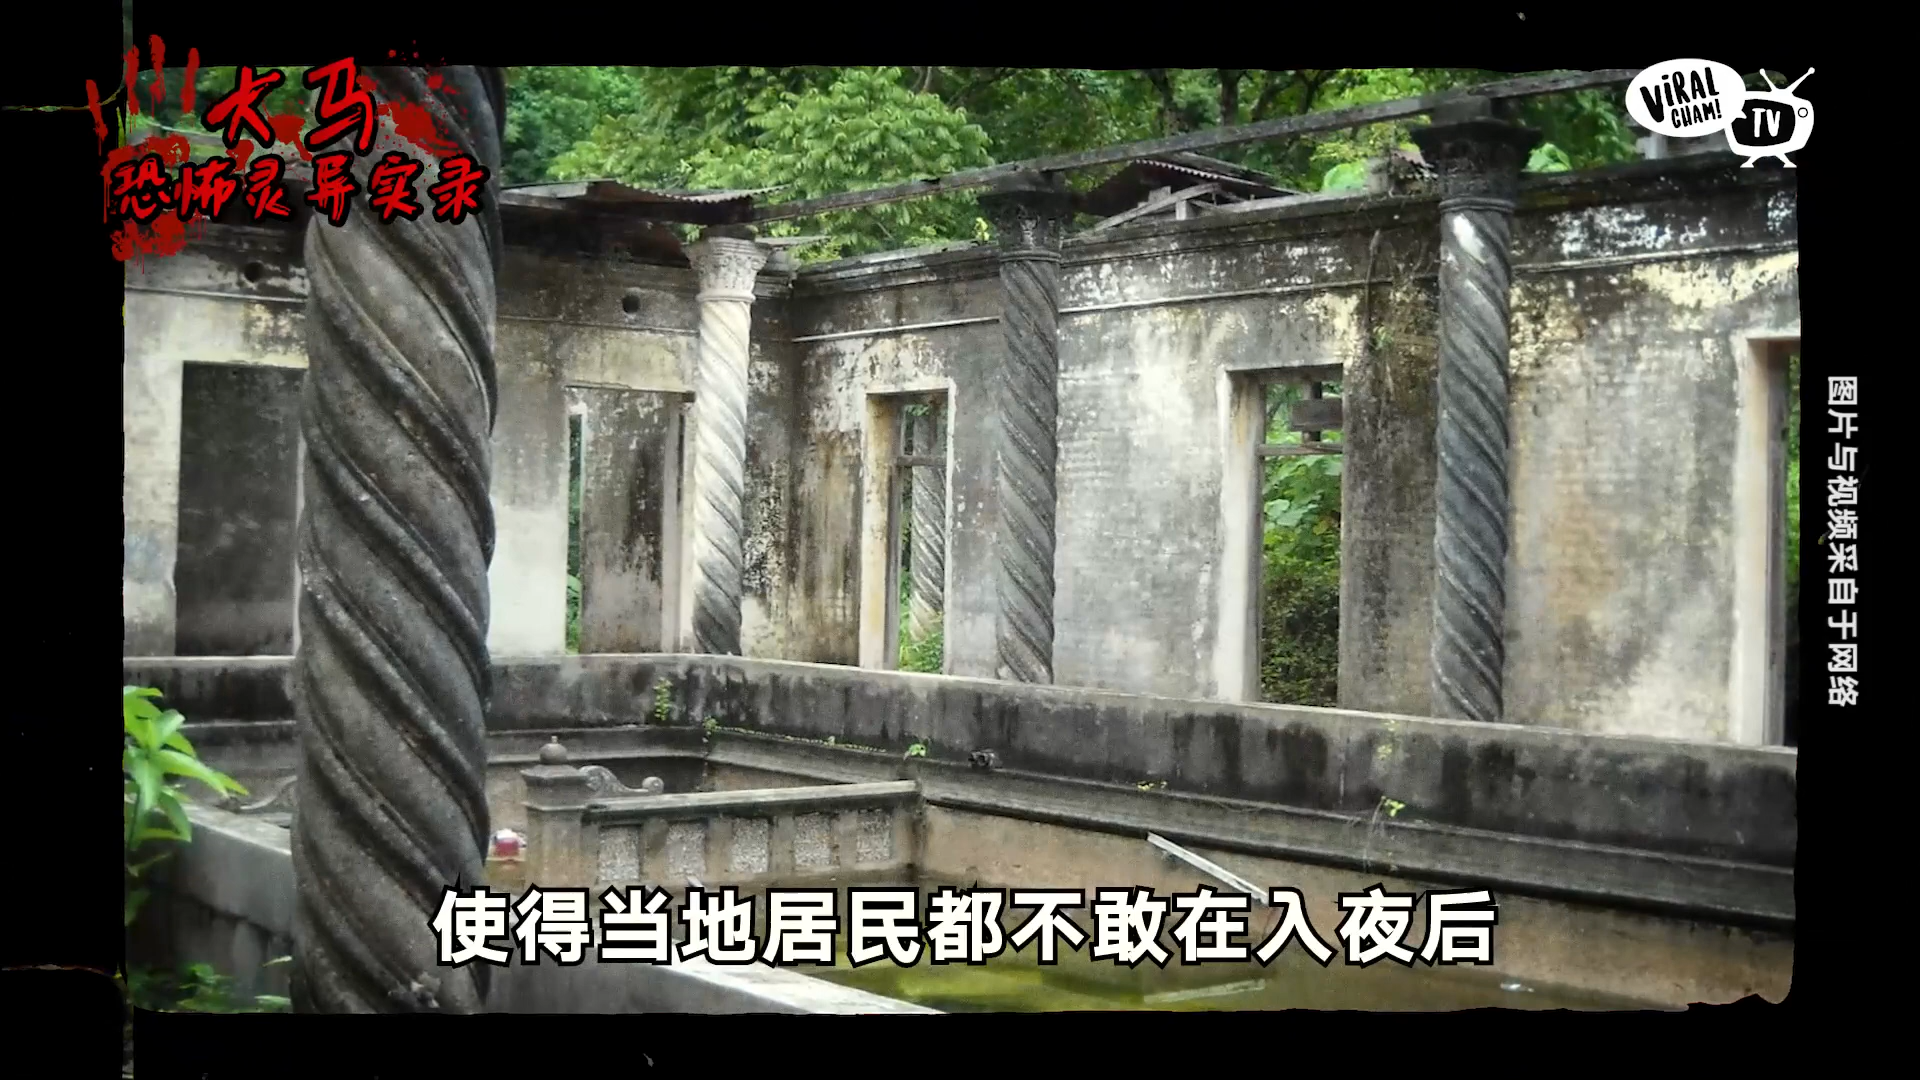 大马
恐怖灵异实录
ViRAL
CHAM!
TV
图片与视频采自于网络
使得当地居民都不敢在入夜后